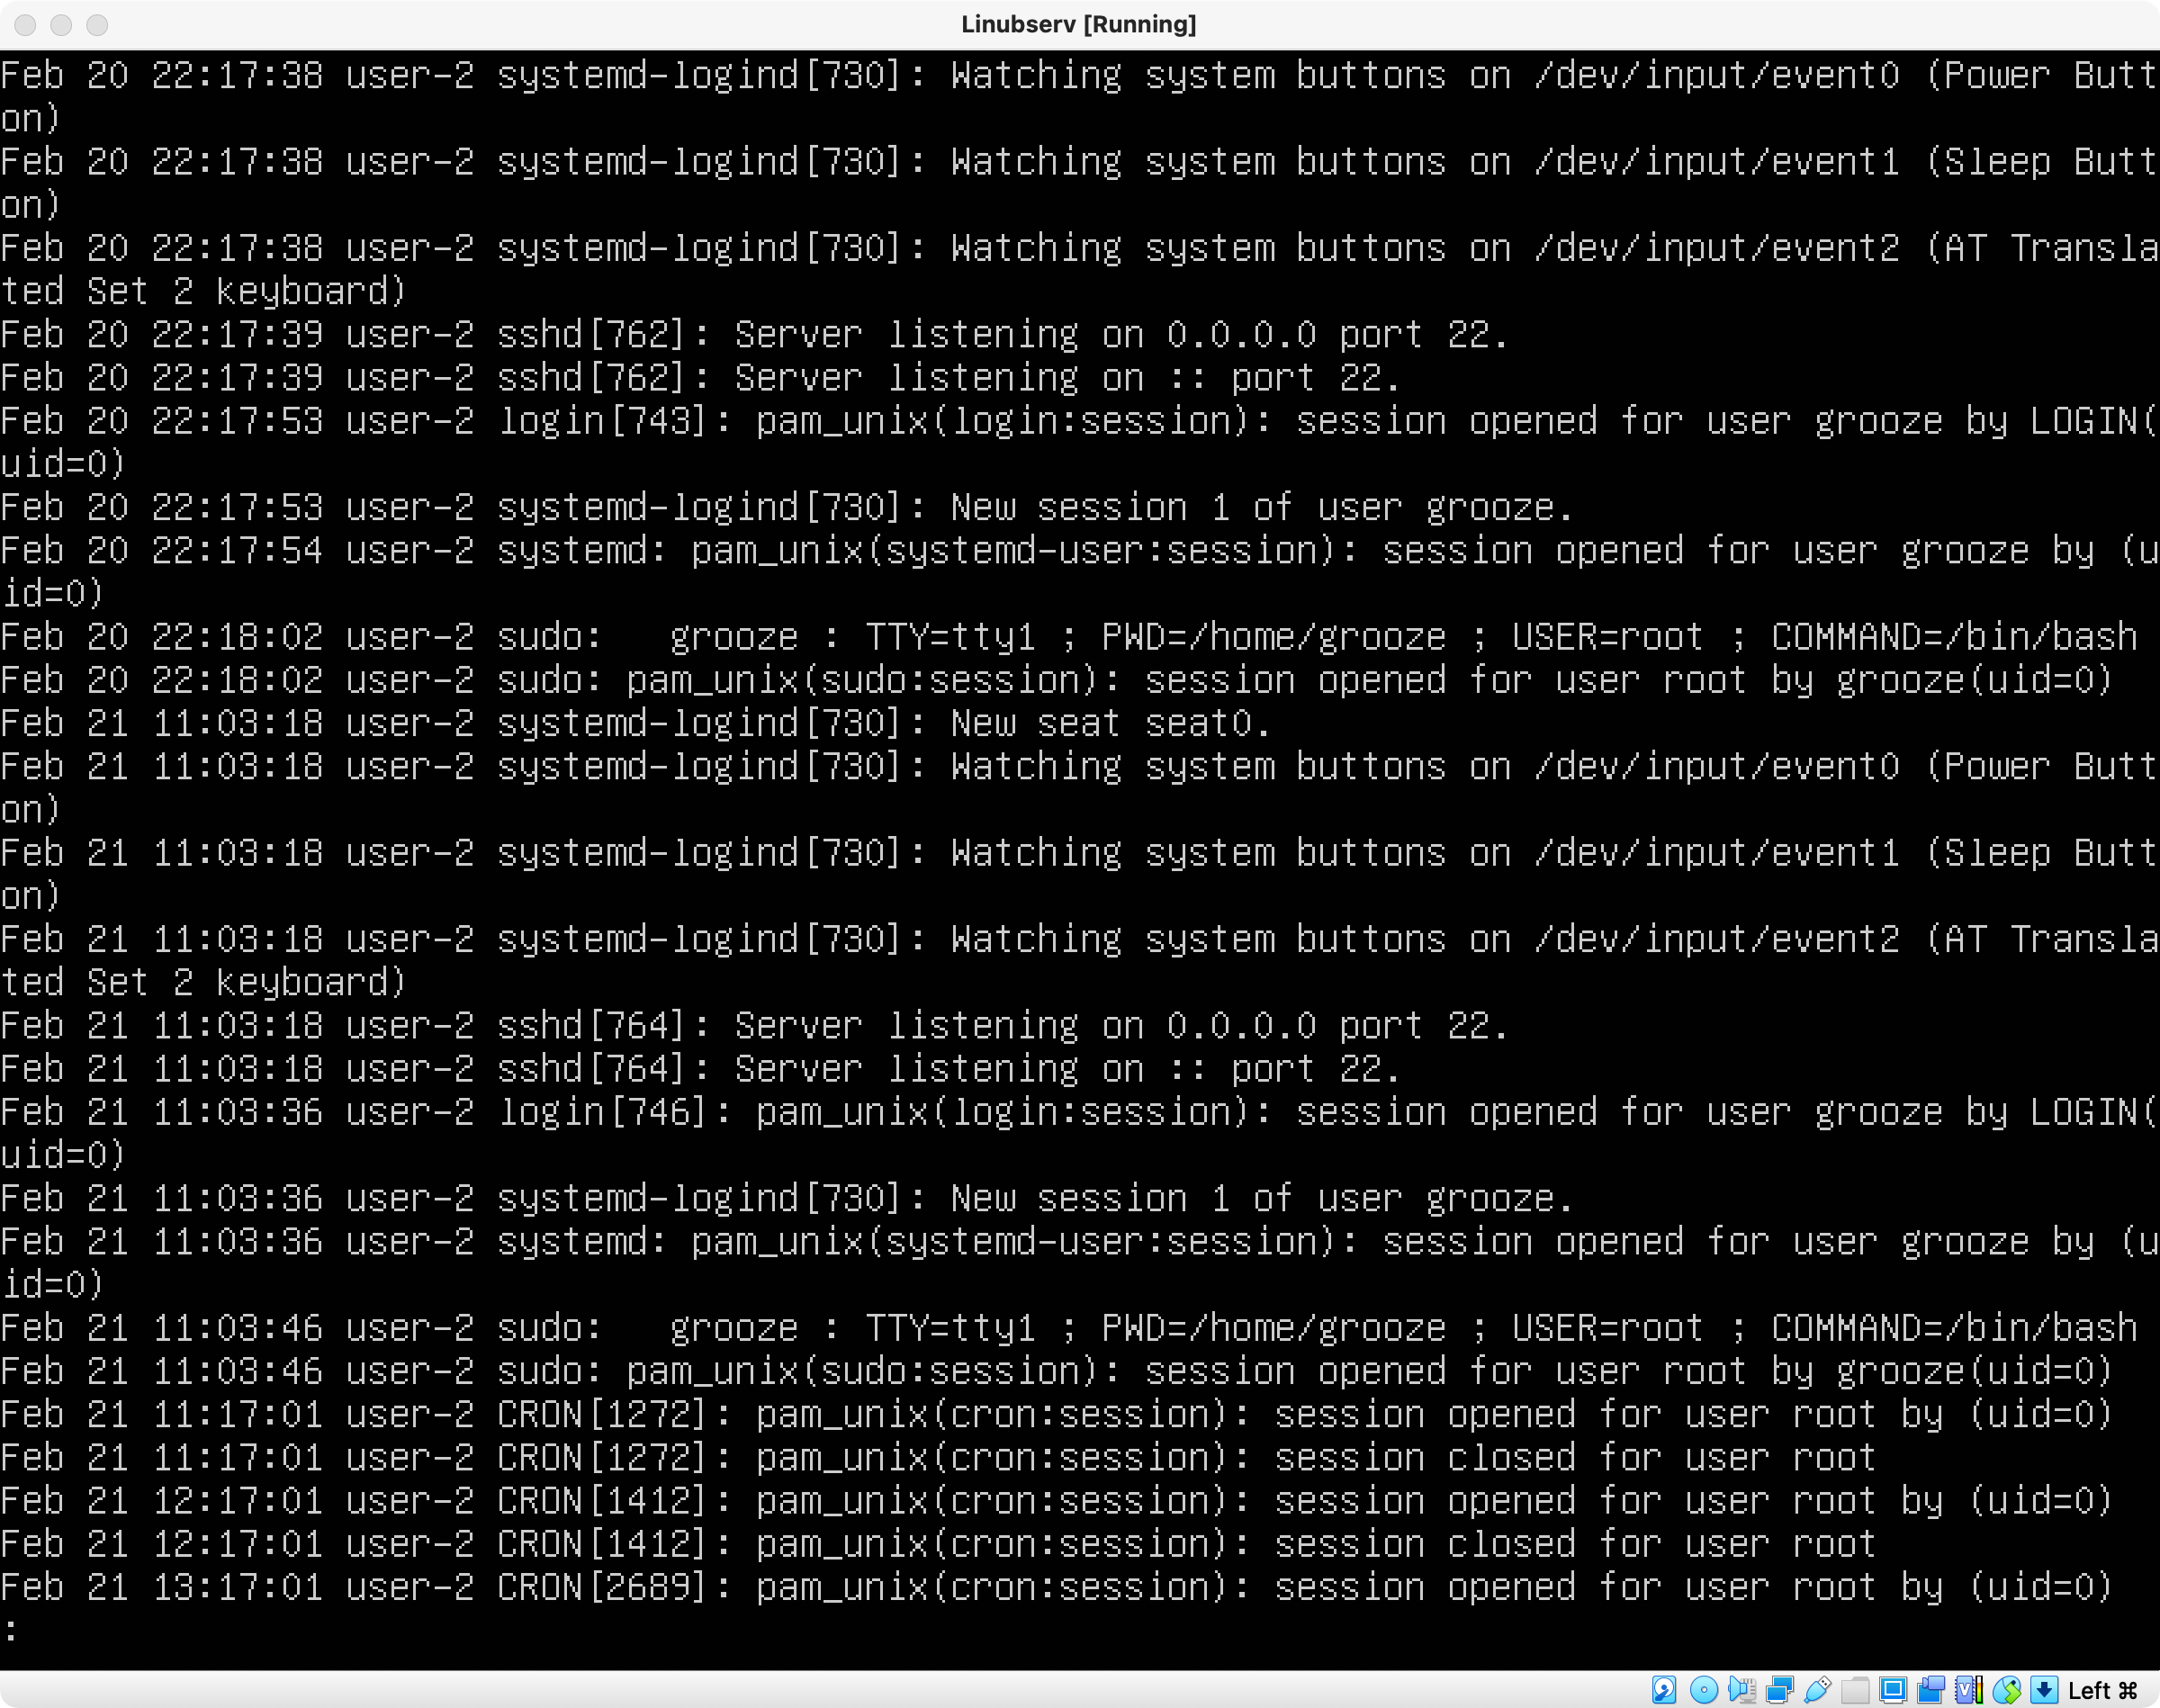 Linubserv [Running]
Feb 20 22:17:38 user-2 systemd-logind[730]: Watching system buttons on /dev/input/event0 (Power Butt
on)
Feb 20 22:17:38 user-2 systemd-logind[730]: Watching system buttons on /dev/input/event1 (Sleep Butt
on)
Feb 20 22:17:38 user-2 systemd-logind[730]: Watching system buttons on /dev/input/event2 (AT Transla
ted Set 2 keyboard)
Feb 20 22:17:39 user-2 sshd[762]: Server listening on 0.0.0.0 port 22.
Feb 20 22:17:39 user-2 sshd[762]: Server listening on :: port 22.
Feb 20 22:17:53 user-2 login[743]: pam_unix(login:session): session opened for user grooze by LOGIN(
uid=0)
Feb 20 22:17:53 user-2 systemd-logind[730]: New session 1 of user grooze.
Feb 20 22:17:54 user-2 systemd: pam_unix(systemd-user:session): session opened for user grooze by (u
id=0)
Feb 20 22:18:02 user-2 sudo:   grooze : TTY=tty1 ; PWD=/home/grooze ; USER=root ; COMMAND=/bin/bash
Feb 20 22:18:02 user-2 sudo: pam_unix(sudo:session): session opened for user root by grooze(uid=0)
Feb 21 11:03:18 user-2 systemd-logind[730]: New seat seat0.
Feb 21 11:03:18 user-2 systemd-logind[730]: Watching system buttons on /dev/input/event0 (Power Butt
on)
Feb 21 11:03:18 user-2 systemd-logind[730]: Watching system buttons on /dev/input/event1 (Sleep Butt
on)
Feb 21 11:03:18 user-2 systemd-logind[730]: Watching system buttons on /dev/input/event2 (AT Transla
ted Set 2 keyboard)
Feb 21 11:03:18 user-2 sshd[764]: Server listening on 0.0.0.0 port 22.
Feb 21 11:03:18 user-2 sshd[764]: Server listening on :: port 22.
Feb 21 11:03:36 user-2 login[746]: pam_unix(login:session): session opened for user grooze by LOGIN(
uid=0)
Feb 21 11:03:36 user-2 systemd-logind[730]: New session 1 of user grooze.
Feb 21 11:03:36 user-2 systemd: pam_unix(systemd-user:session): session opened for user grooze by (u
id=0)
Feb 21 11:03:46 user-2 sudo:   grooze : TTY=tty1 ; PWD=/home/grooze ; USER=root ; COMMAND=/bin/bash
Feb 21 11:03:46 user-2 sudo: pam_unix(sudo:session): session opened for user root by grooze(uid=0)
Feb 21 11:17:01 user-2 CRON[1272]: pam_unix(cron:session): session opened for user root by (uid=0)
Feb 21 11:17:01 user-2 CRON[1272]: pam_unix(cron:session): session closed for user root
Feb 21 12:17:01 user-2 CRON[1412]: pam_unix(cron:session): session opened for user root by (uid=0)
Feb 21 12:17:01 user-2 CRON[1412]: pam_unix(cron:session): session closed for user root
Feb 21 13:17:01 user-2 CRON[2689]: pam_unix(cron:session): session opened for user root by (uid=0)
:
Left ⌘